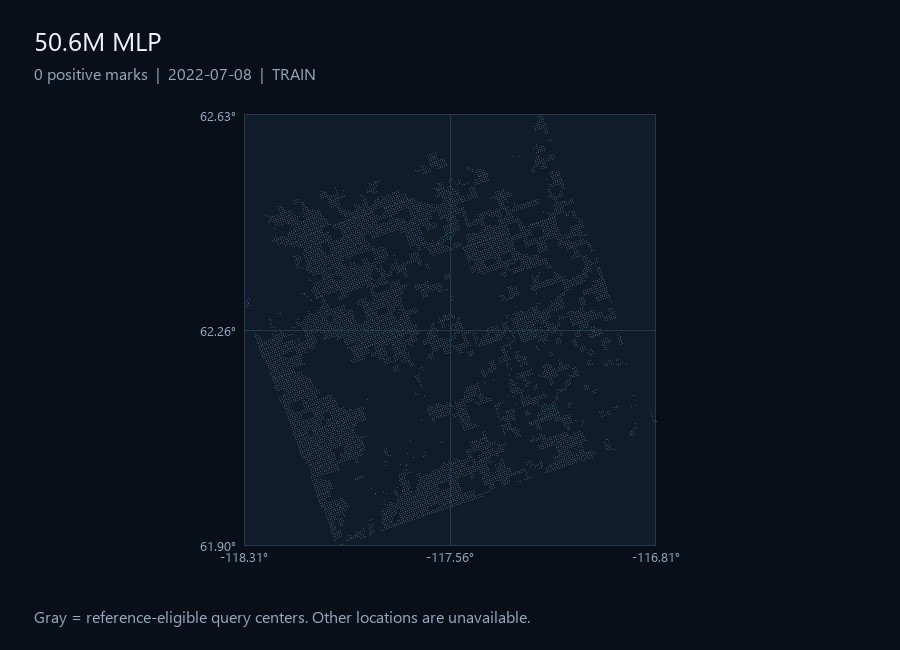 50.6M MLP
0 positive marks | 2022-07-08 | TRAIN
62.63°
62.26°
61.90°
-118.31°
-117.56°
-116.81°
Gray = reference-eligible query centers. Other locations are unavailable.